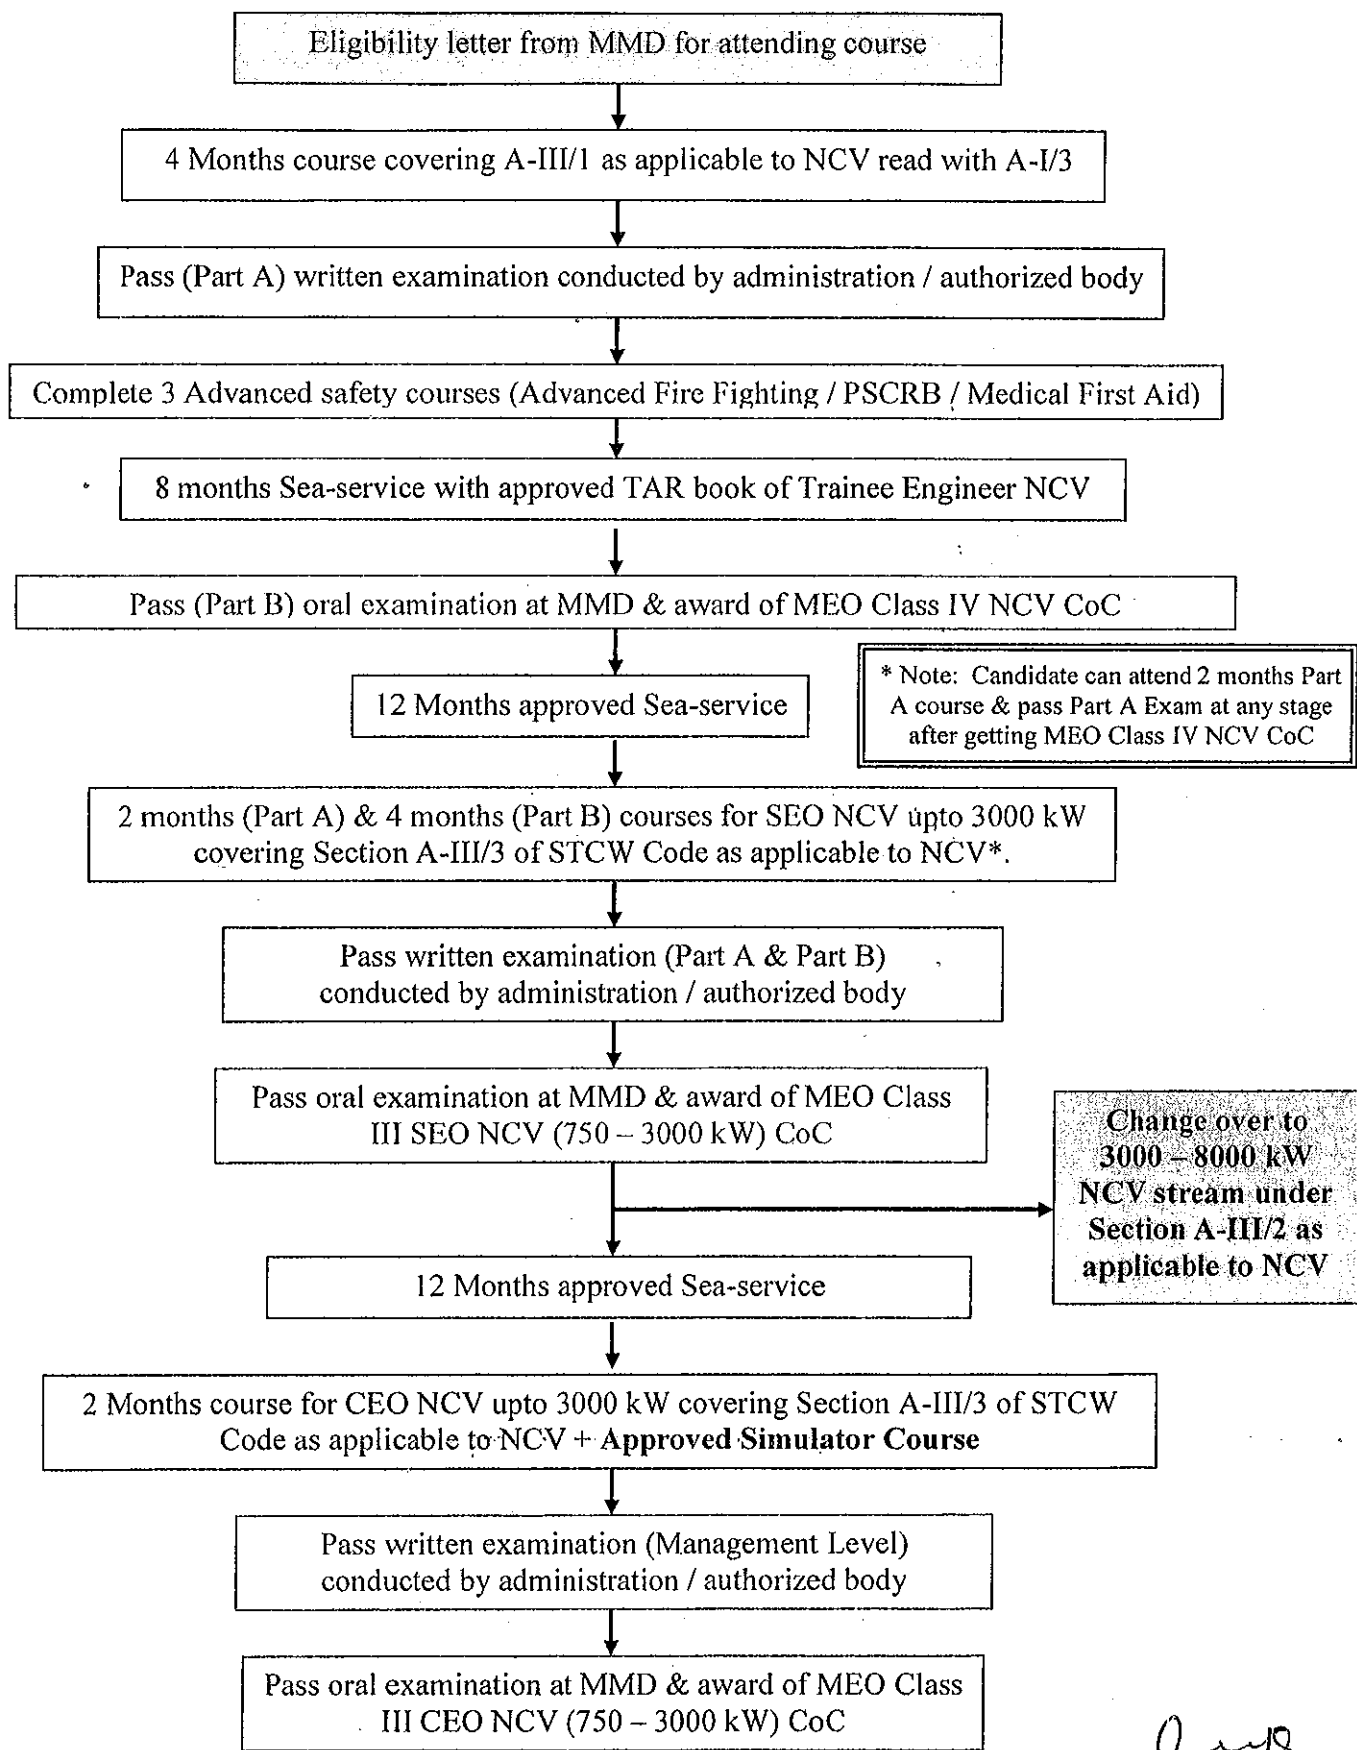 Eligibility letter from MMD for attending course
4 Months course covering A-III/1 as applicable to NCV read with A-I/3
Pass (Part A) written examination conducted by administration / authorized body
Complete 3 Advanced safety courses (Advanced Fire Fighting / PSCRB / Medical First Aid)
8 months Sea-service with approved TAR book of Trainee Engineer NCV
Pass (Part B) oral examination at MMD & award of MEO Class IV NCV CoC
12 Months approved Sea-service
* Note: Candidate can attend 2 months Part
A course & pass Part A Exam at any stage
after getting MEO Class IV NCV CoC
2 months (Part A) & 4 months (Part B) courses for SEO NCV upto 3000 kW
covering Section A-III/3 of STCW Code as applicable to NCV*.
Pass written examination (Part A & Part B)
conducted by administration / authorized body
Pass oral examination at MMD & award of MEO Class
III SEO NCV (750 – 3000 kW) CoC
Change over to
3000 – 8000 kW
NCV stream under
Section A-III/2 as
applicable to NCV
12 Months approved Sea-service
2 Months course for CEO NCV upto 3000 kW covering Section A-III/3 of STCW
Code as applicable to NCV + Approved Simulator Course
Pass written examination (Management Level)
conducted by administration / authorized body
Pass oral examination at MMD & award of MEO Class
III CEO NCV (750 – 3000 kW) CoC